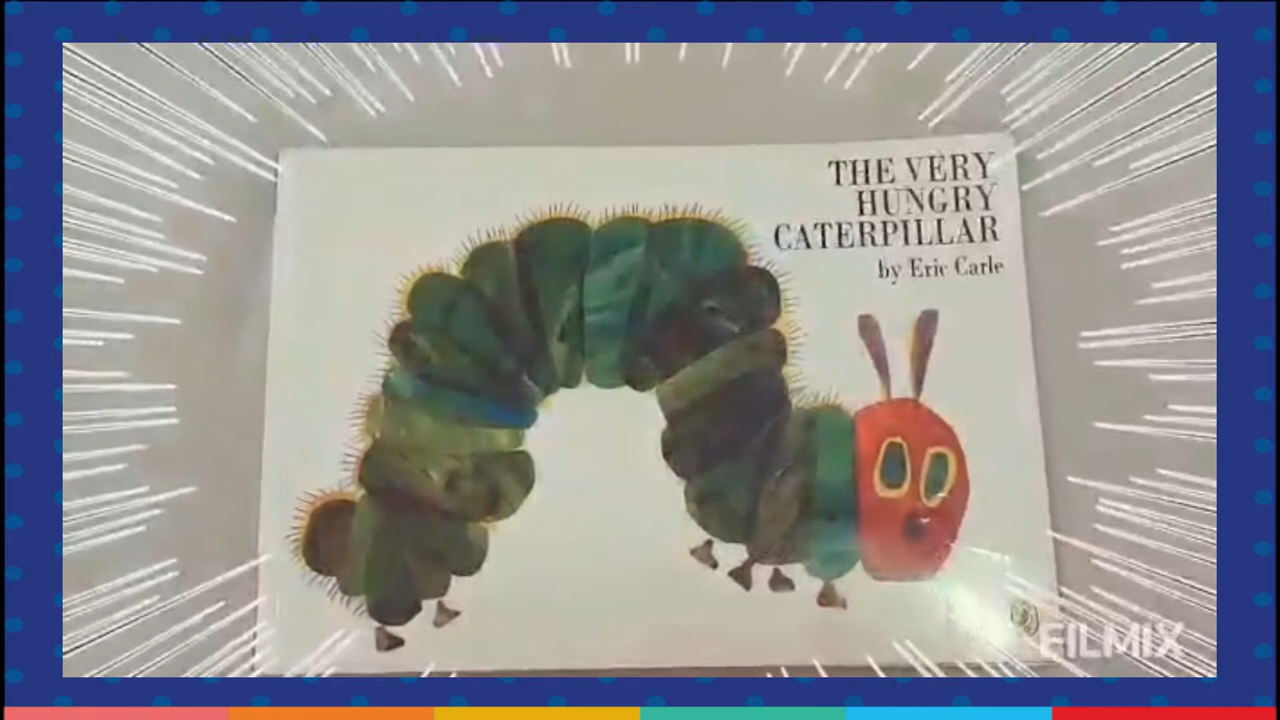 THE VERY
HUNGRY
CATERPILLAR
by Eric Carle
FILMIX